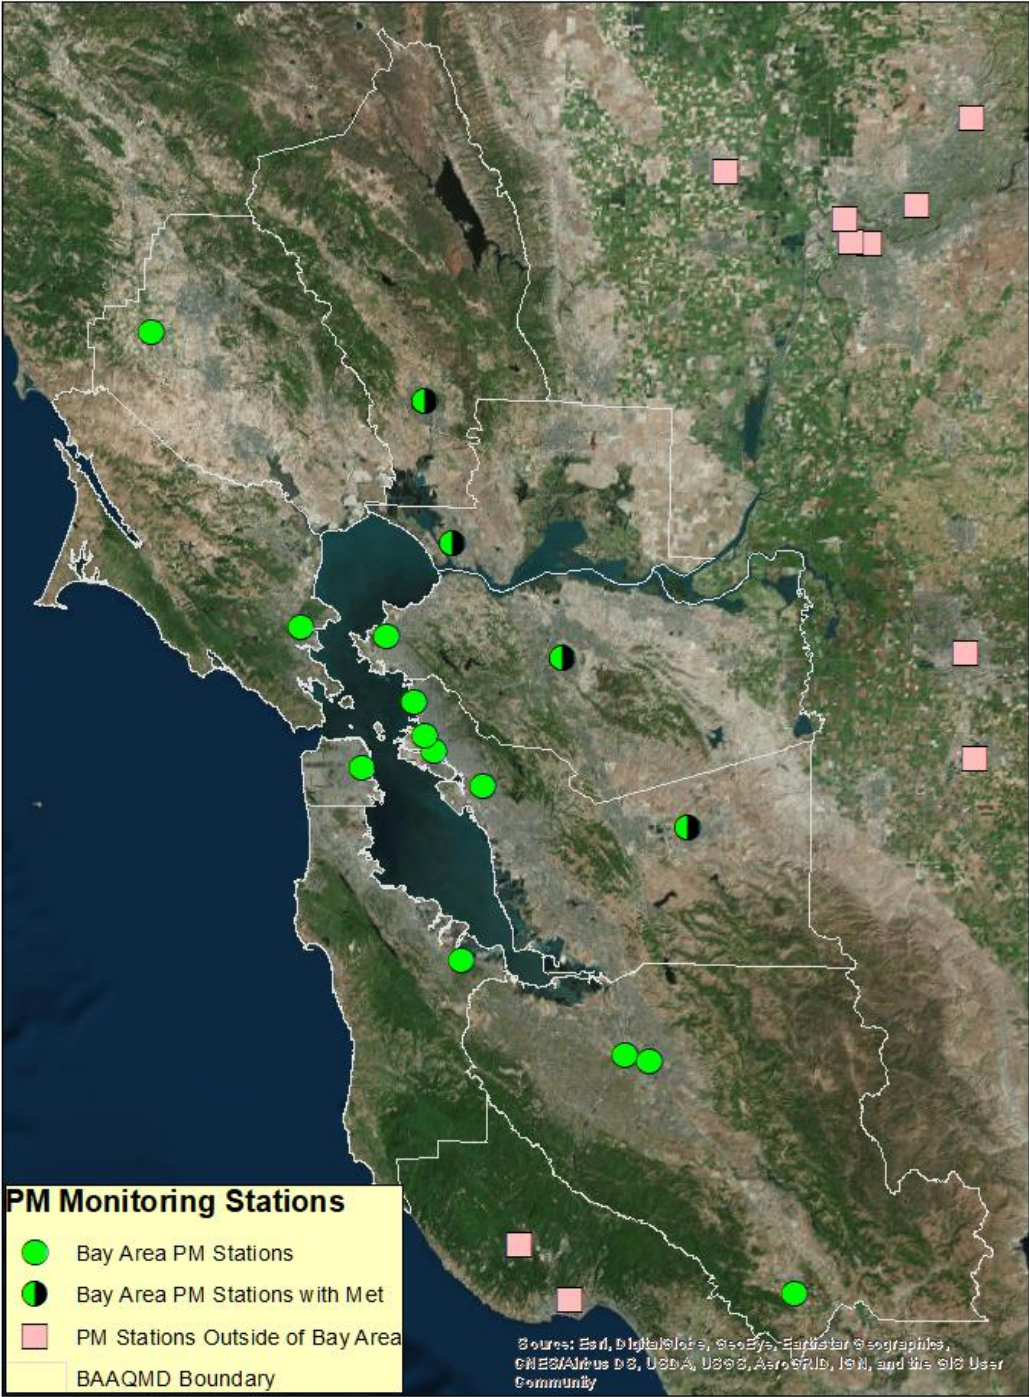 PM Monitoring Stations
Bay Area PM Stations
Bay Area PM Stations with Met
PM Stations Outside of Bay Area
BAAQMD Boundary
Source: Esri, DigitalGlobe, GeoEye, Earthstar Geographics,
CNES/Airbus DS, USDA, USGS, AeroGRID, IGN, and the GIS User
Community